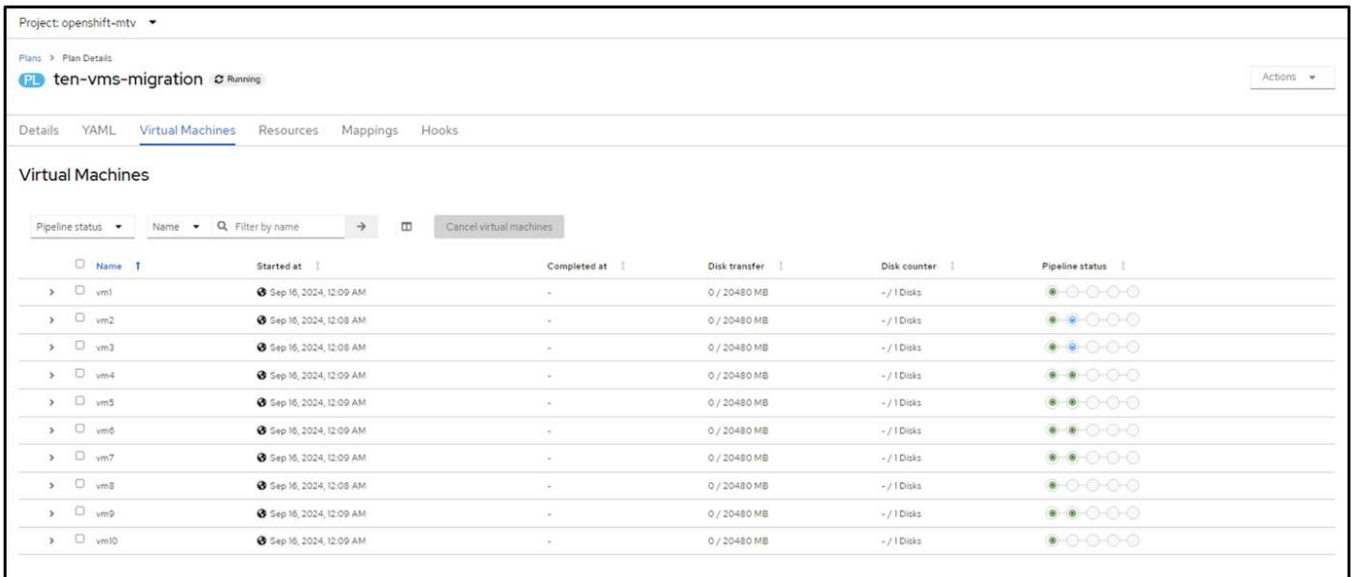 Project: openshift-mtv
Plans > Plan Details
PL ten-vms-migration Running
Actions
Details YAML Virtual Machines Resources Mappings Hooks
Virtual Machines
Pipeline status Name Filter by name Cancel virtual machines
Name Started at Completed at Disk transfer Disk counter Pipeline status
vm1 Sep 16, 2024, 12:09 AM - 0 / 20480 MB - / 1 Disks
vm2 Sep 16, 2024, 12:08 AM - 0 / 20480 MB - / 1 Disks
vm3 Sep 16, 2024, 12:08 AM - 0 / 20480 MB - / 1 Disks
vm4 Sep 16, 2024, 12:09 AM - 0 / 20480 MB - / 1 Disks
vm5 Sep 16, 2024, 12:09 AM - 0 / 20480 MB - / 1 Disks
vm6 Sep 16, 2024, 12:09 AM - 0 / 20480 MB - / 1 Disks
vm7 Sep 16, 2024, 12:09 AM - 0 / 20480 MB - / 1 Disks
vm8 Sep 16, 2024, 12:08 AM - 0 / 20480 MB - / 1 Disks
vm9 Sep 16, 2024, 12:09 AM - 0 / 20480 MB - / 1 Disks
vm10 Sep 16, 2024, 12:09 AM - 0 / 20480 MB - / 1 Disks